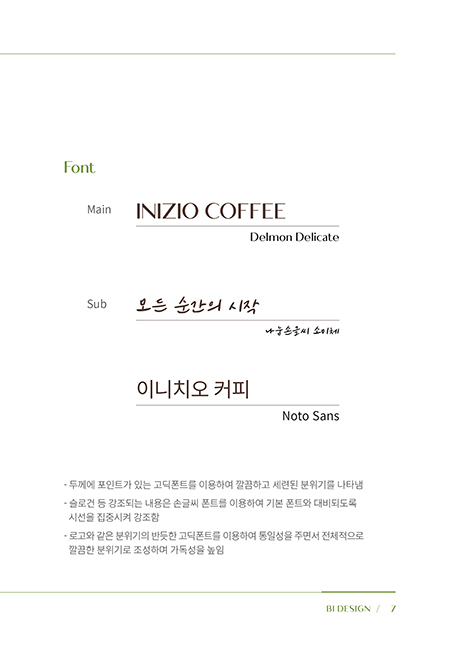 Font
Main
INIZIO COFFEE
Delmon Delicate
Sub
모든 순간의 시작
나눔손글씨 소미체
이니치오 커피
Noto Sans
- 두께에 포인트가 있는 고딕폰트를 이용하여 깔끔하고 세련된 분위기를 나타냄
- 슬로건 등 강조되는 내용은 손글씨 폰트를 이용하여 기본 폰트와 대비되도록
시선을 집중시켜 강조함
- 로고와 같은 분위기의 반듯한 고딕폰트를 이용하여 통일성을 주면서 전체적으로
깔끔한 분위기로 조성하며 가독성을 높임
BI DESIGN / 7